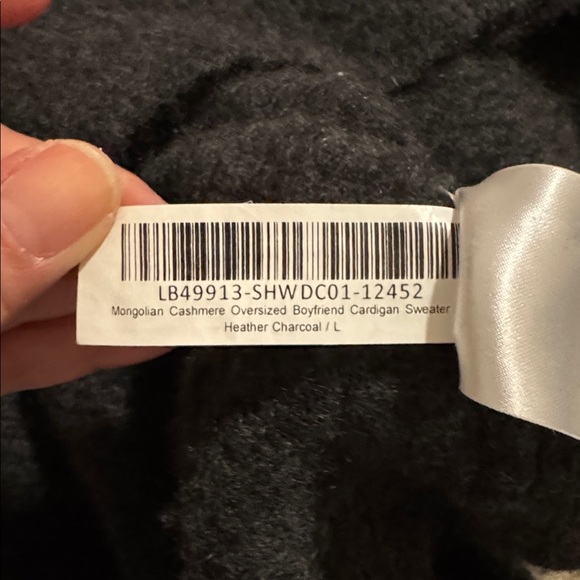 LB49913-SHWDC01-12452
Mongolian Cashmere Oversized Boyfriend Cardigan Sweater
Heather Charcoal / L